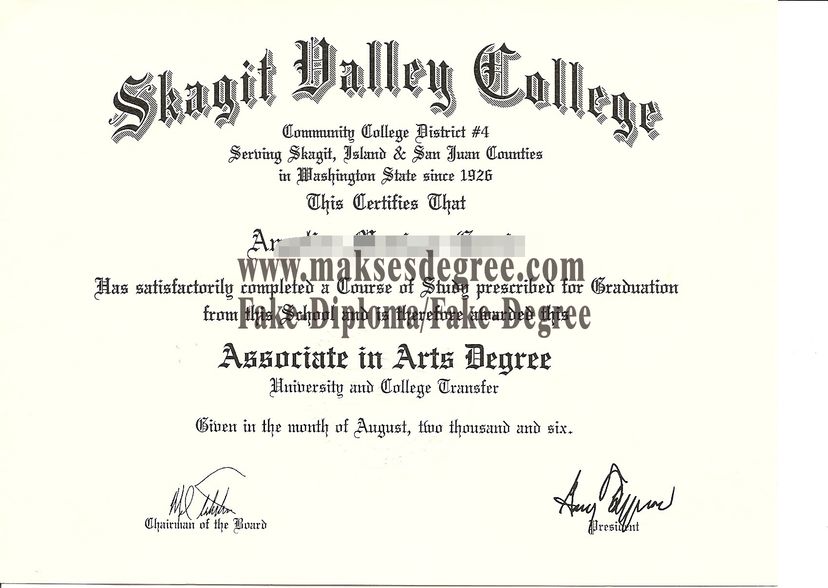 Skagit Valley College
Community College District #4
Serving Skagit, Island & San Juan Counties
in Washington State since 1926
This Certifies That
www.maksesdegree.com
Has satisfactorily completed a Course of Study prescribed for Graduation
from this School and is therefore awarded this
Fake Diploma/Fake Degree
Associate in Arts Degree
University and College Transfer
Given in the month of August, two thousand and six.
Chairman of the Board
President